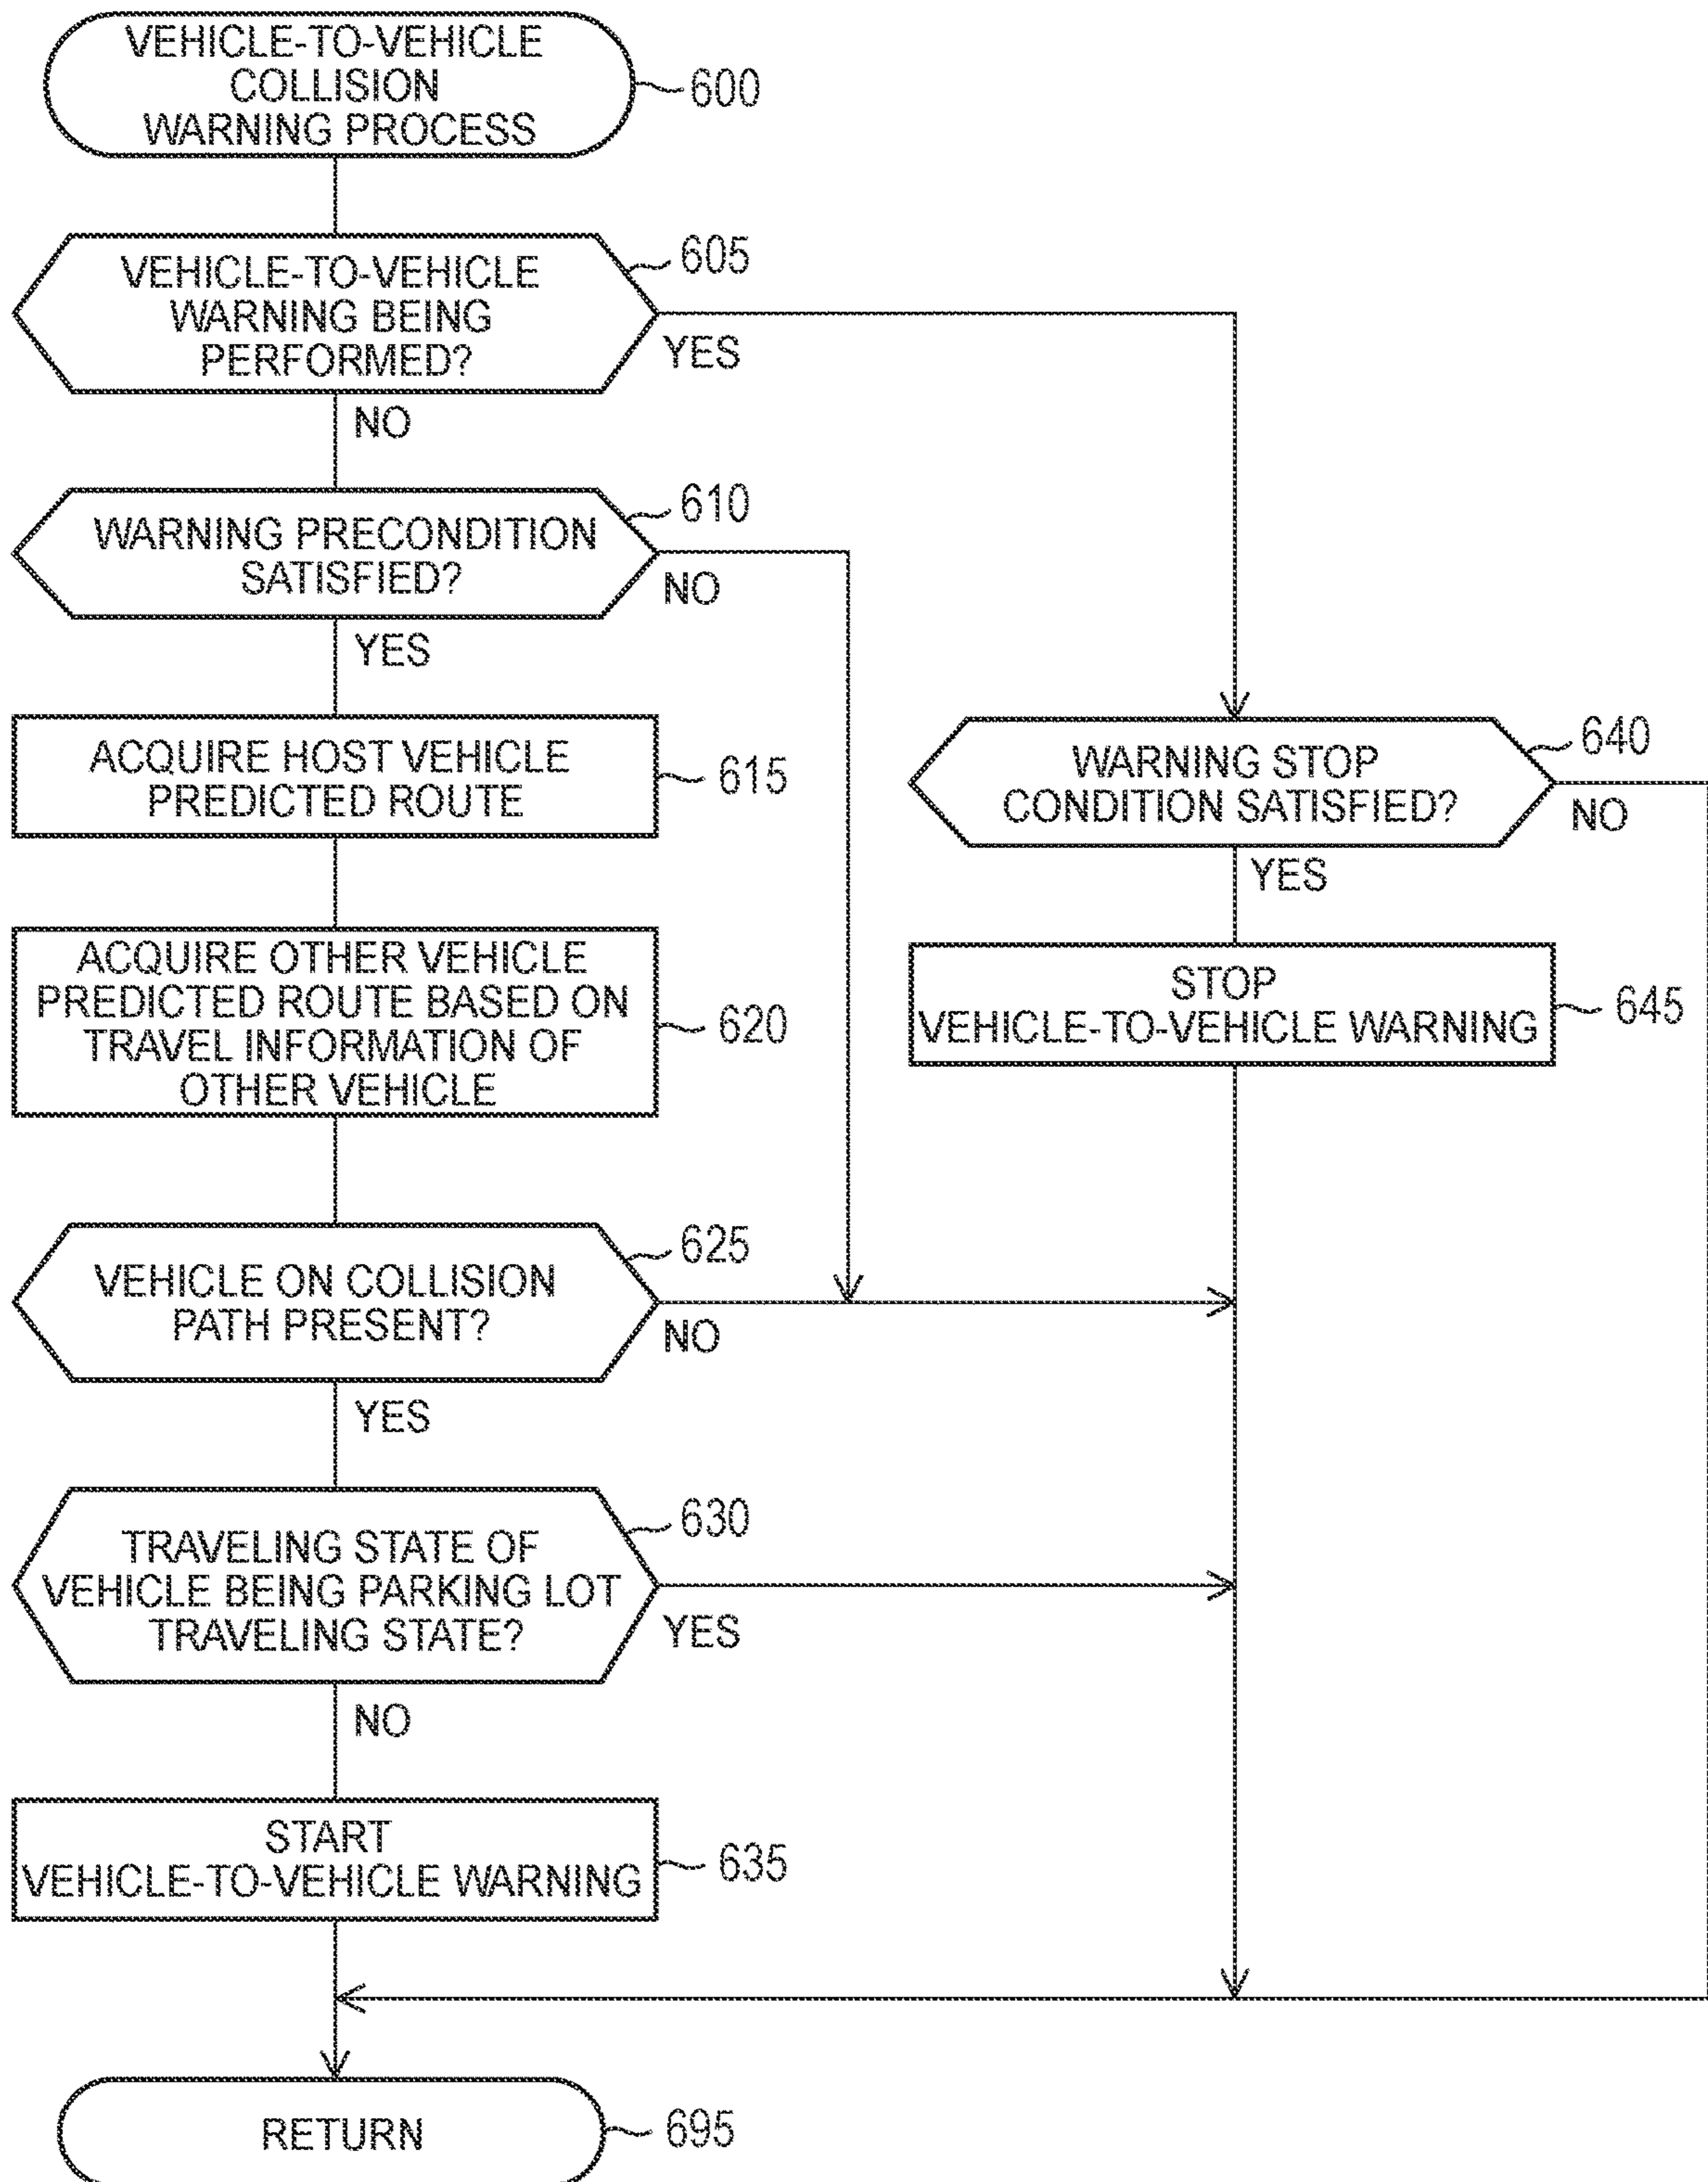 VEHICLE-TO-VEHICLE
COLLISION
WARNING PROCESS
600
VEHICLE-TO-VEHICLE
WARNING BEING
PERFORMED?
605
YES
NO
WARNING PRECONDITION
SATISFIED?
610
NO
YES
ACQUIRE HOST VEHICLE
PREDICTED ROUTE
615
WARNING STOP
CONDITION SATISFIED?
640
NO
YES
ACQUIRE OTHER VEHICLE
PREDICTED ROUTE BASED ON
TRAVEL INFORMATION OF
OTHER VEHICLE
620
STOP
VEHICLE-TO-VEHICLE WARNING
645
VEHICLE ON COLLISION
PATH PRESENT?
625
NO
YES
TRAVELING STATE OF
VEHICLE BEING PARKING LOT
TRAVELING STATE?
630
YES
NO
START
VEHICLE-TO-VEHICLE WARNING
635
RETURN
695